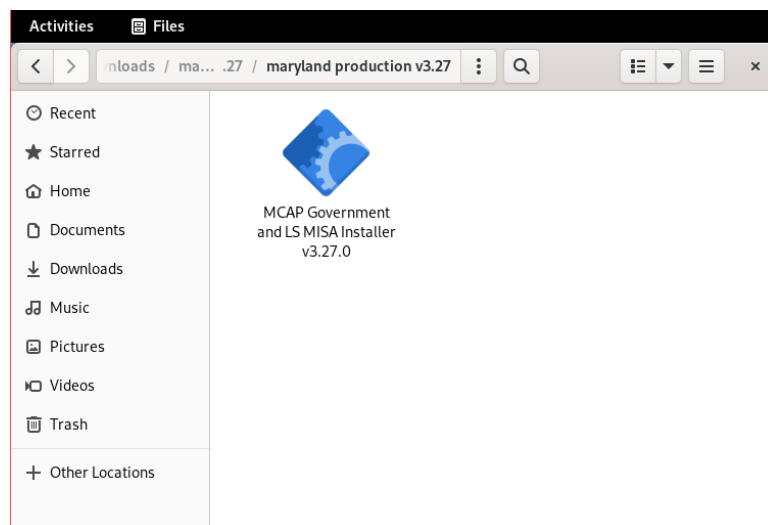 Activities Files
nloads / ma... .27 / maryland production v3.27
Recent
Starred
Home
Documents
Downloads
Music
Pictures
Videos
Trash
Other Locations
MCAP Government
and LS MISA Installer
v3.27.0